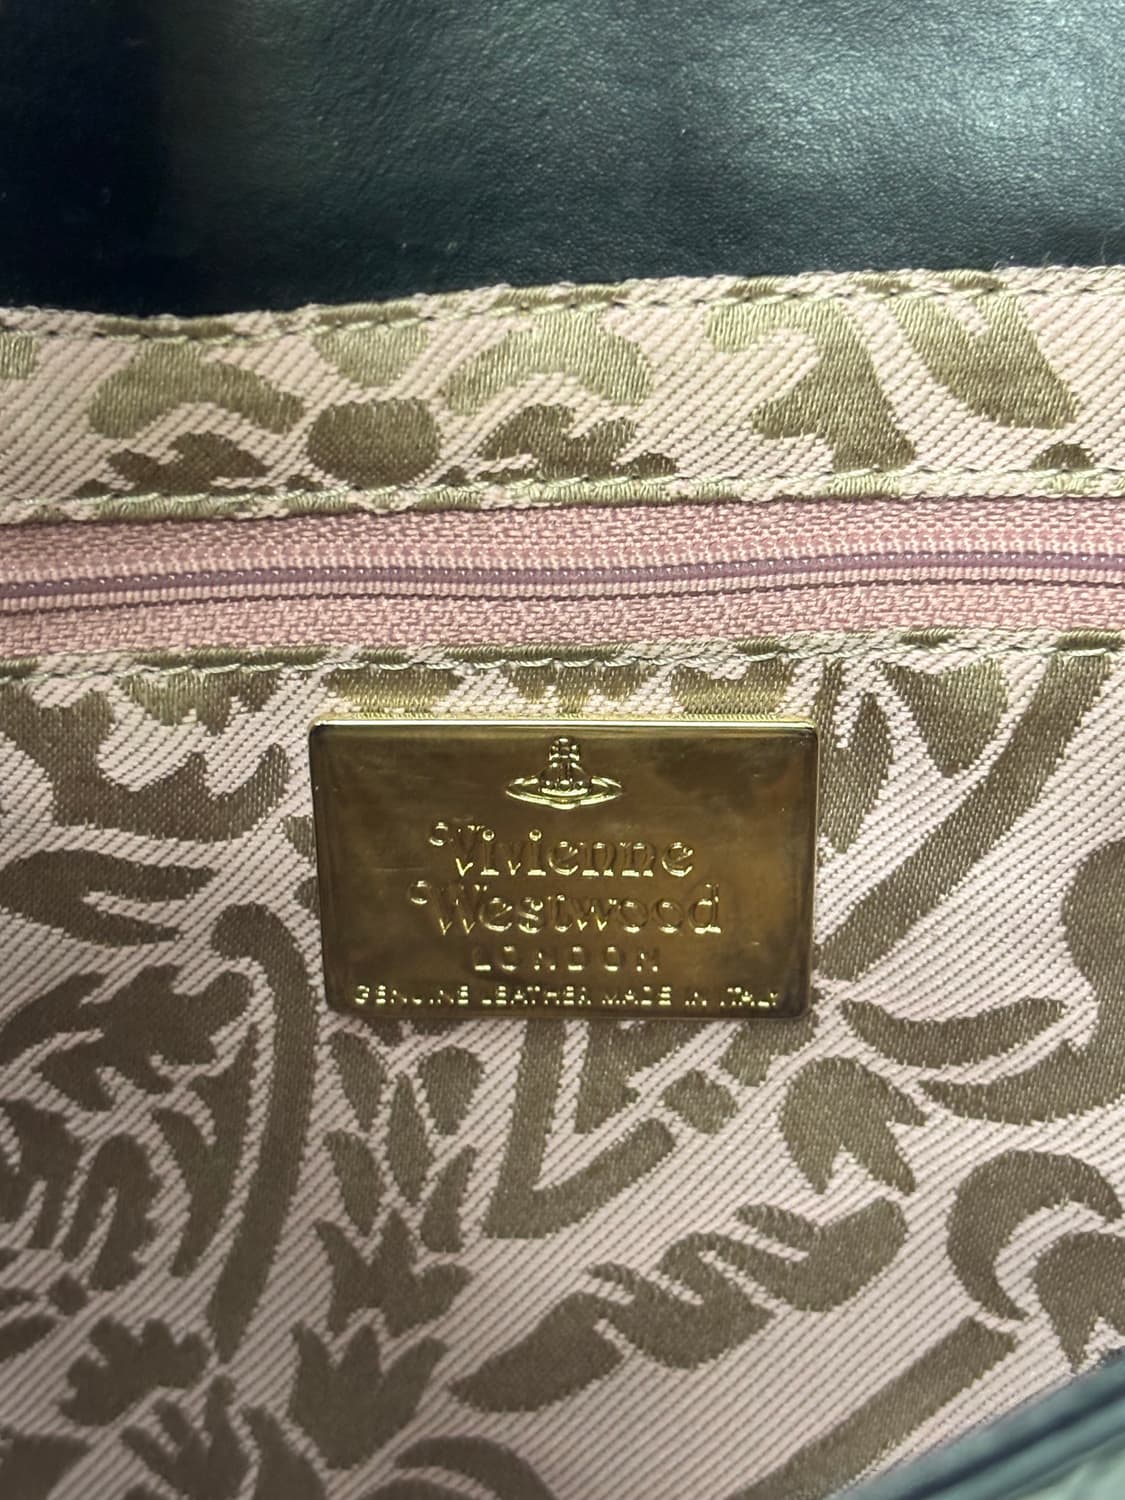 Vivienne
Westwood
LONDON
GENUINE LEATHER MADE IN ITALY